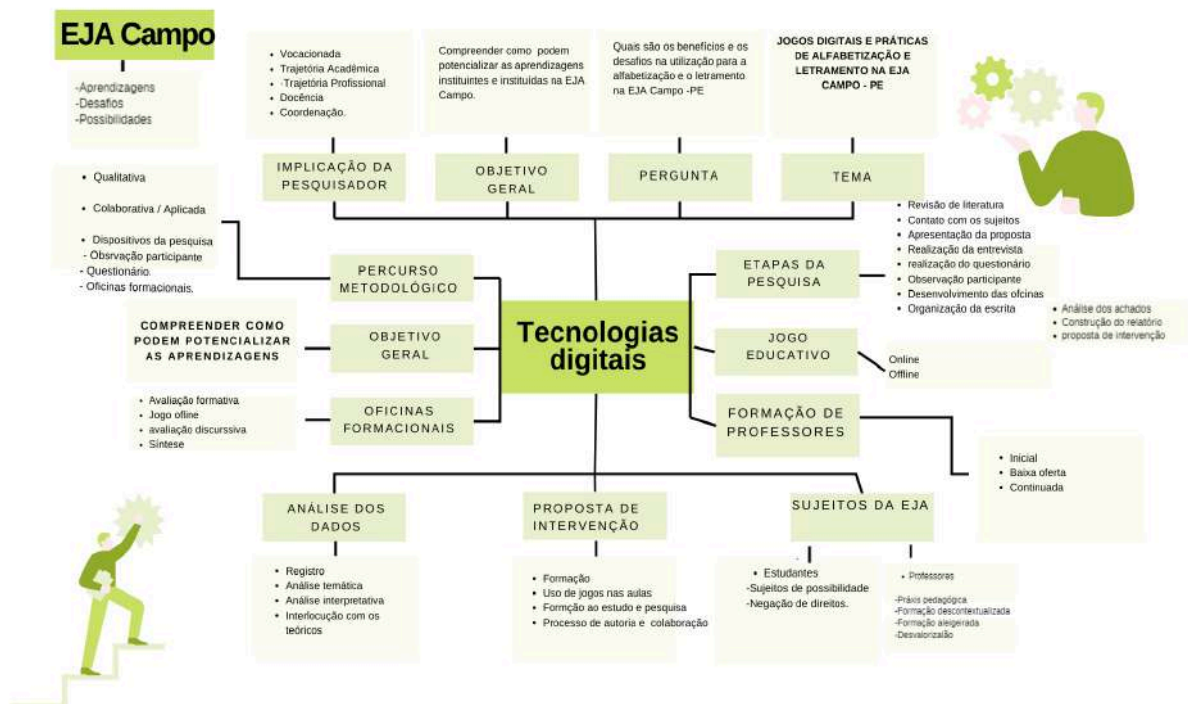 EJA Campo
-Aprendizagens
-Desafios
-Possibilidades
• Vocacionada
• Trajetória Acadêmica
• -Trajetória Profissional
• Docência
• Coordenação.
IMPLICAÇÃO DA
PESQUISADOR
Compreender como podem
potencializar as aprendizagens
instituintes e instituídas na EJA
Campo.
OBJETIVO
GERAL
Quais são os benefícios e os
desafios na utilização para a
alfabetização e o letramento
na EJA Campo -PE
PERGUNTA
JOGOS DIGITAIS E PRÁTICAS
DE ALFABETIZAÇÃO E
LETRAMENTO NA EJA
CAMPO - PE
TEMA
• Qualitativa
• Colaborativa / Aplicada
• Dispositivos da pesquisa
- Obsrvação participante
- Questionário.
- Oficinas formacionais.
PERCURSO
METODOLÓGICO
COMPREENDER COMO
PODEM POTENCIALIZAR
AS APRENDIZAGENS
OBJETIVO
GERAL
• Avaliação formativa
• Jogo ofline
• avaliação discurssiva
• Síntese
OFICINAS
FORMACIONAIS
Tecnologias
digitais
ETAPAS DA
PESQUISA
• Revisão de literatura
• Contato com os sujeitos
• Apresentação da proposta
• Realização da entrevista
• realização do questionário
• Observação participante
• Desenvolvimento das ofcinas
• Organização da escrita
• Análise dos achados
• Construção do relatório
• proposta de intervenção
JOGO
EDUCATIVO
Online
Offline
FORMAÇÃO DE
PROFESSORES
• Inicial
• Baixa oferta
• Continuada
ANÁLISE DOS
DADOS
• Registro
• Análise temática
• Análise interpretativa
• Interlocução com os
teóricos
PROPOSTA DE
INTERVENÇÃO
• Formação
• Uso de jogos nas aulas
• Formção ao estudo e pesquisa
• Processo de autoria e colaboração
SUJEITOS DA EJA
• Estudantes
-Sujeitos de possibilidade
-Negação de direitos.
• Professores
-Práxis pedagógica
-Formação descontextualizada
-Formação aleigeirada
-Desvalorizalão